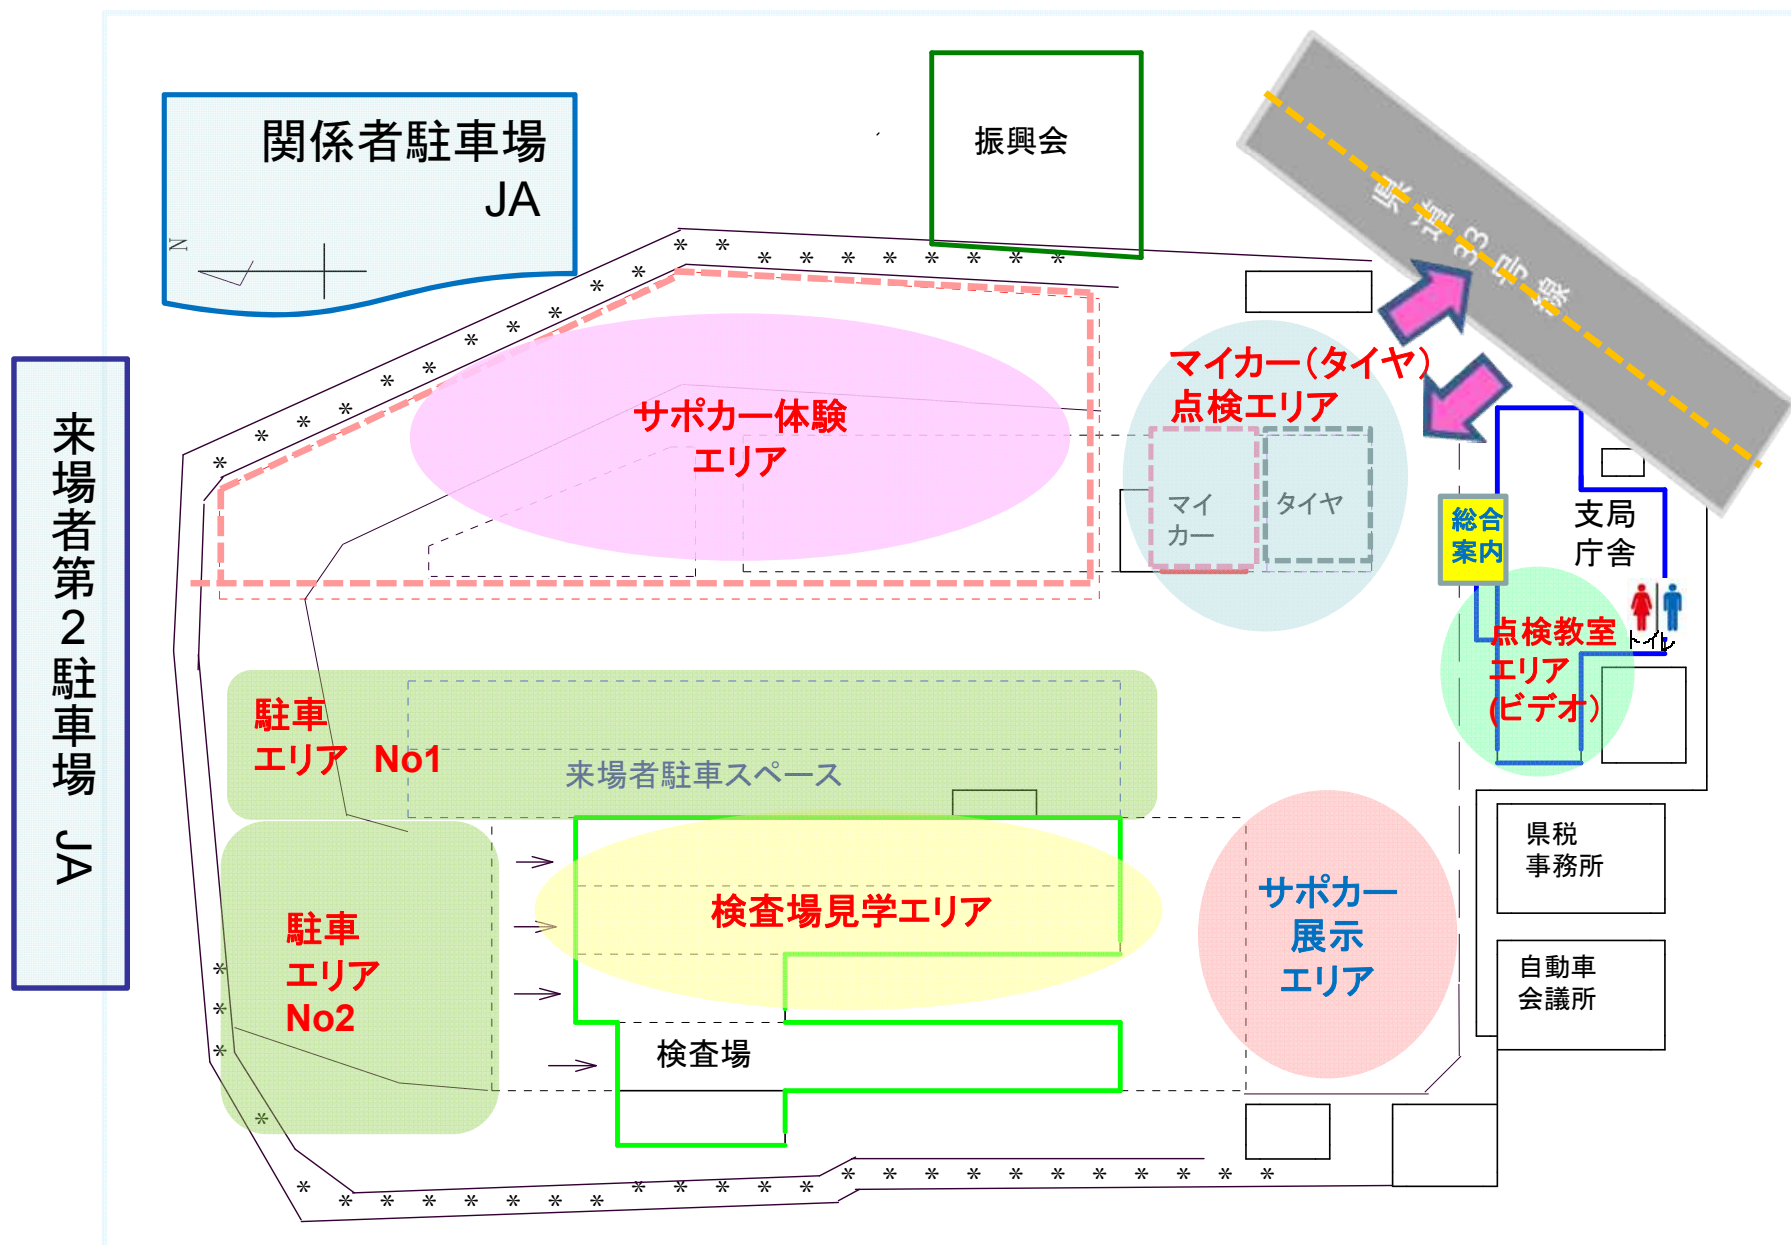 関係者駐車場
JA
N
振興会
県道33号線
マイカー(タイヤ)
点検エリア
サポカー体験
エリア
マイ
カー
タイヤ
総合
案内
支局
庁舎
トイレ
点検教室
エリア
(ビデオ)
来場者第2駐車場 JA
駐車
エリア No1
来場者駐車スペース
検査場見学エリア
サポカー
展示
エリア
県税
事務所
駐車
エリア
No2
自動車
会議所
検査場